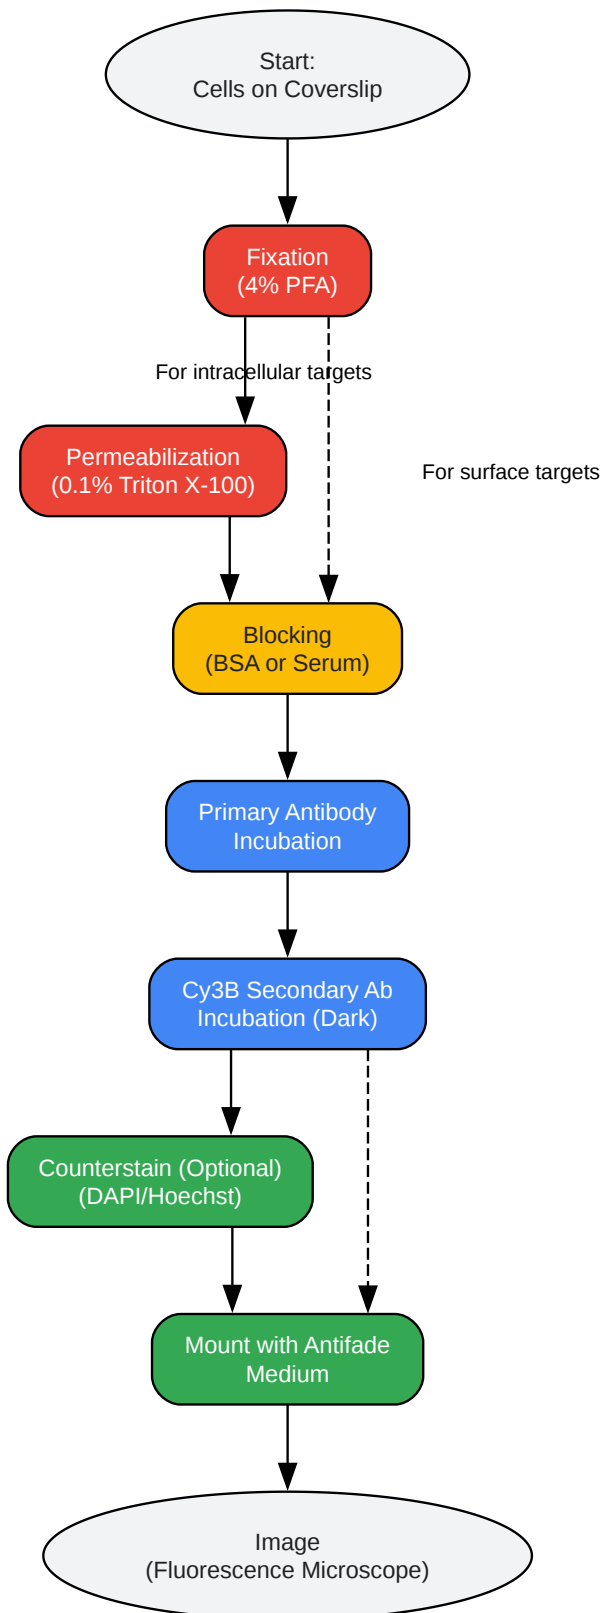 Start:
Cells on Coverslip
Fixation
(4% PFA)
For intracellular targets
Permeabilization
(0.1% Triton X-100)
For surface targets
Blocking
(BSA or Serum)
Primary Antibody
Incubation
Cy3B Secondary Ab
Incubation (Dark)
Counterstain (Optional)
(DAPI/Hoechst)
Mount with Antifade
Medium
Image
(Fluorescence Microscope)